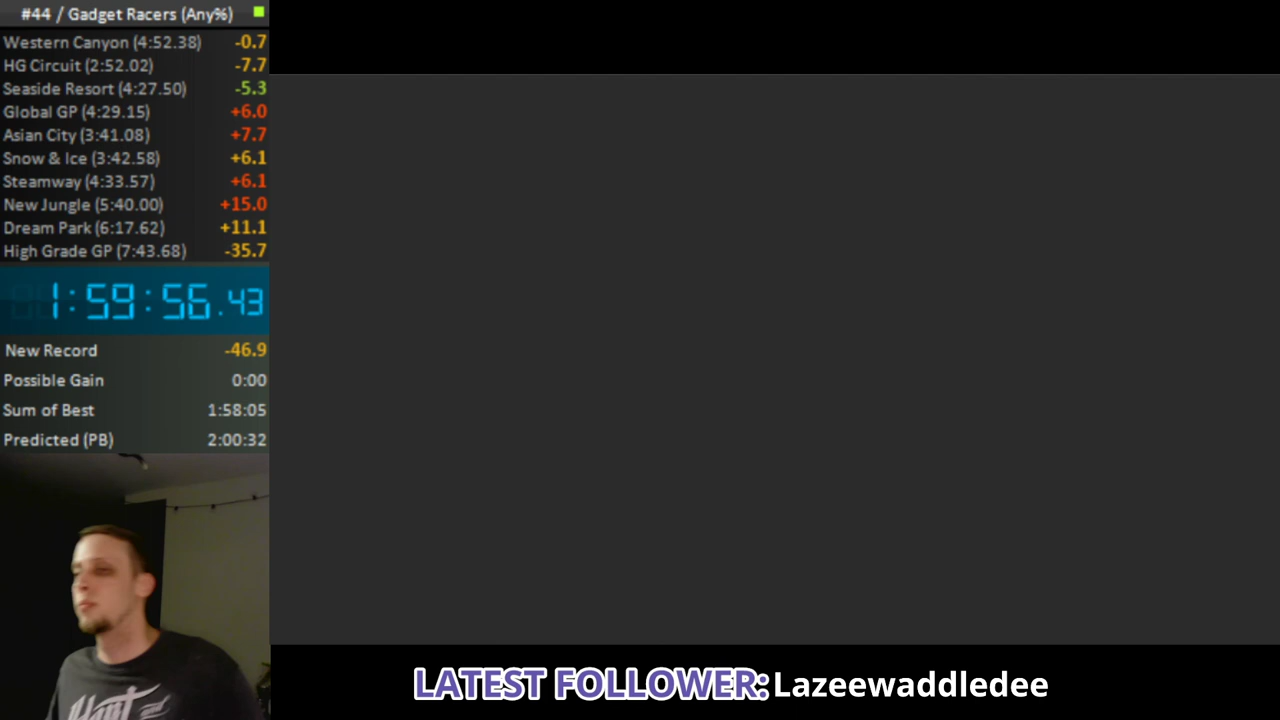 #44 / Gadget Racers (Any%)
Western Canyon (4:52.38) -0.7
HG Circuit (2:52.02) -7.7
Seaside Resort (4:27.50) -5.3
Global GP (4:29.15) +6.0
Asian City (3:41.08) +7.7
Snow & Ice (3:42.58) +6.1
Steamway (4:33.57) +6.1
New Jungle (5:40.00) +15.0
Dream Park (6:17.62) +11.1
High Grade GP (7:43.68) -35.7
1:59:56.43
New Record -46.9
Possible Gain 0:00
Sum of Best 1:58:05
Predicted (PB) 2:00:32
LATEST FOLLOWER: Lazeewaddledee